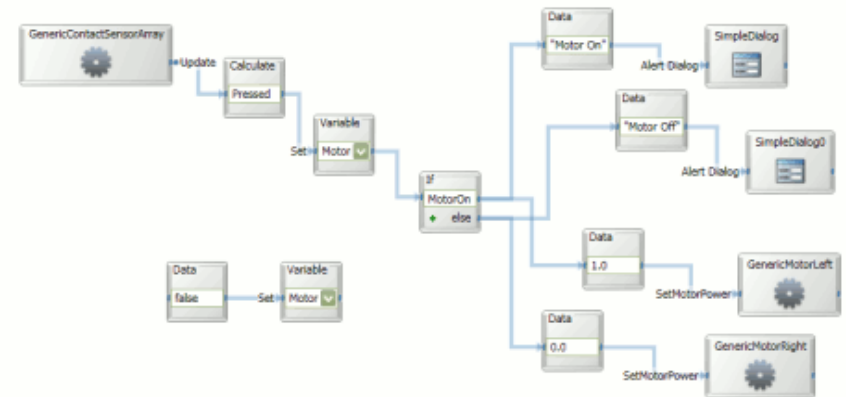 GenericContactSensorArray
Update
Calculate
Pressed
Set
Variable
Motor
If
MotorOn
+ else
Data
"Motor On"
Alert Dialog
SimpleDialog
Data
"Motor Off"
Alert Dialog
SimpleDialog0
Data
1.0
SetMotorPower
GenericMotorLeft
Data
0.0
SetMotorPower
GenericMotorRight
Data
false
Set
Variable
Motor